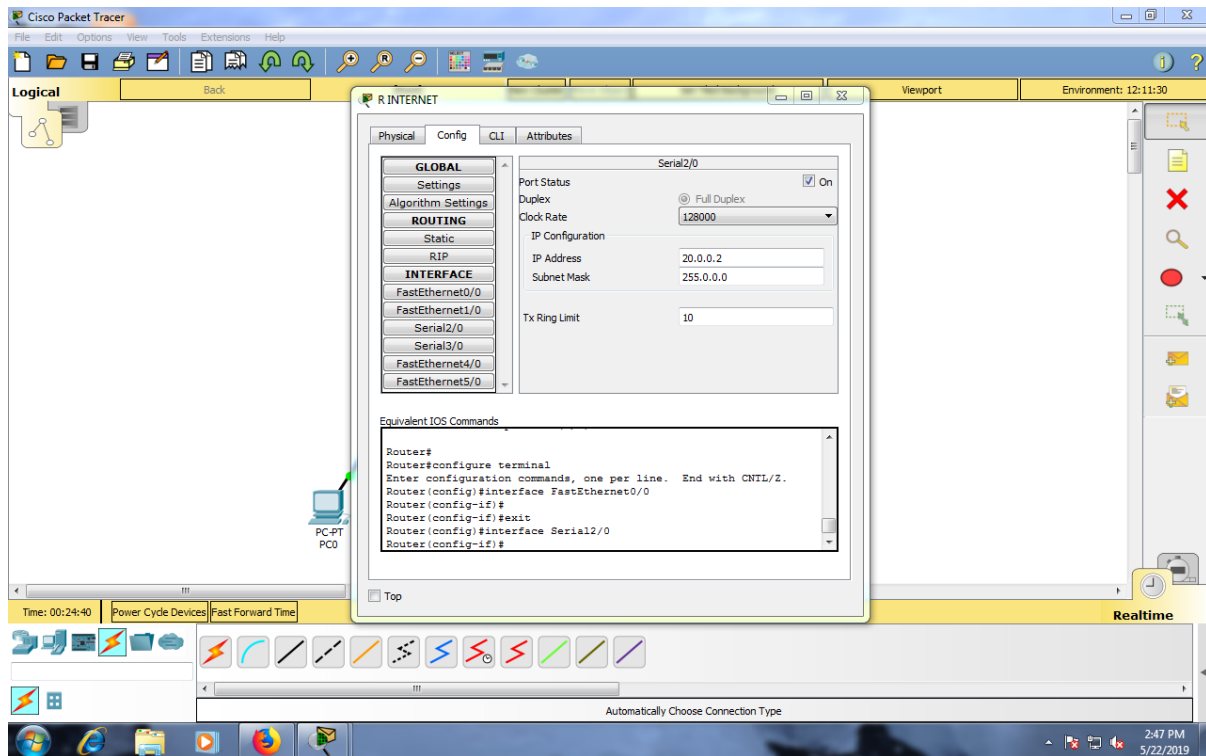 Cisco Packet Tracer
File Edit Options View Tools Extensions Help
Logical
Back
Viewport
Environment: 12:11:30
R INTERNET
Physical Config CLI Attributes
GLOBAL
Settings
Algorithm Settings
ROUTING
Static
RIP
INTERFACE
FastEthernet0/0
FastEthernet1/0
Serial2/0
Serial3/0
FastEthernet4/0
FastEthernet5/0
Serial2/0
Port Status On
Duplex Full Duplex
Clock Rate 128000
IP Configuration
IP Address 20.0.0.2
Subnet Mask 255.0.0.0
Tx Ring Limit 10
Equivalent IOS Commands
Router#
Router#configure terminal
Enter configuration commands, one per line. End with CNTL/Z.
Router(config)#interface FastEthernet0/0
Router(config-if)#
Router(config-if)#exit
Router(config)#interface Serial2/0
Router(config-if)#
Top
PC-PT
PC0
Time: 00:24:40 Power Cycle Devices Fast Forward Time
Realtime
Automatically Choose Connection Type
2:47 PM
5/22/2019